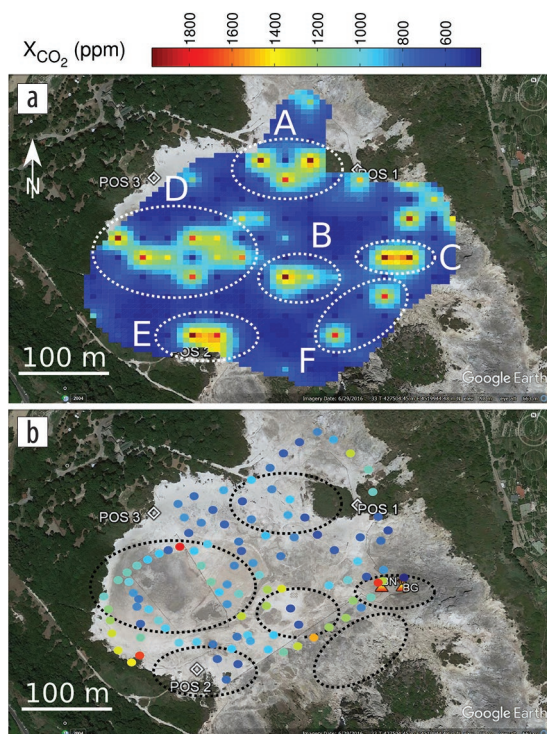 X_CO2 (ppm)
1800 1600 1400 1200 1000 800 600
a
A
POS 3
POS 1
N
D
B
C
E
F
POS 2
100 m
Google Earth
b
POS 3
POS 1
N
BG
POS 2
100 m
Google Earth